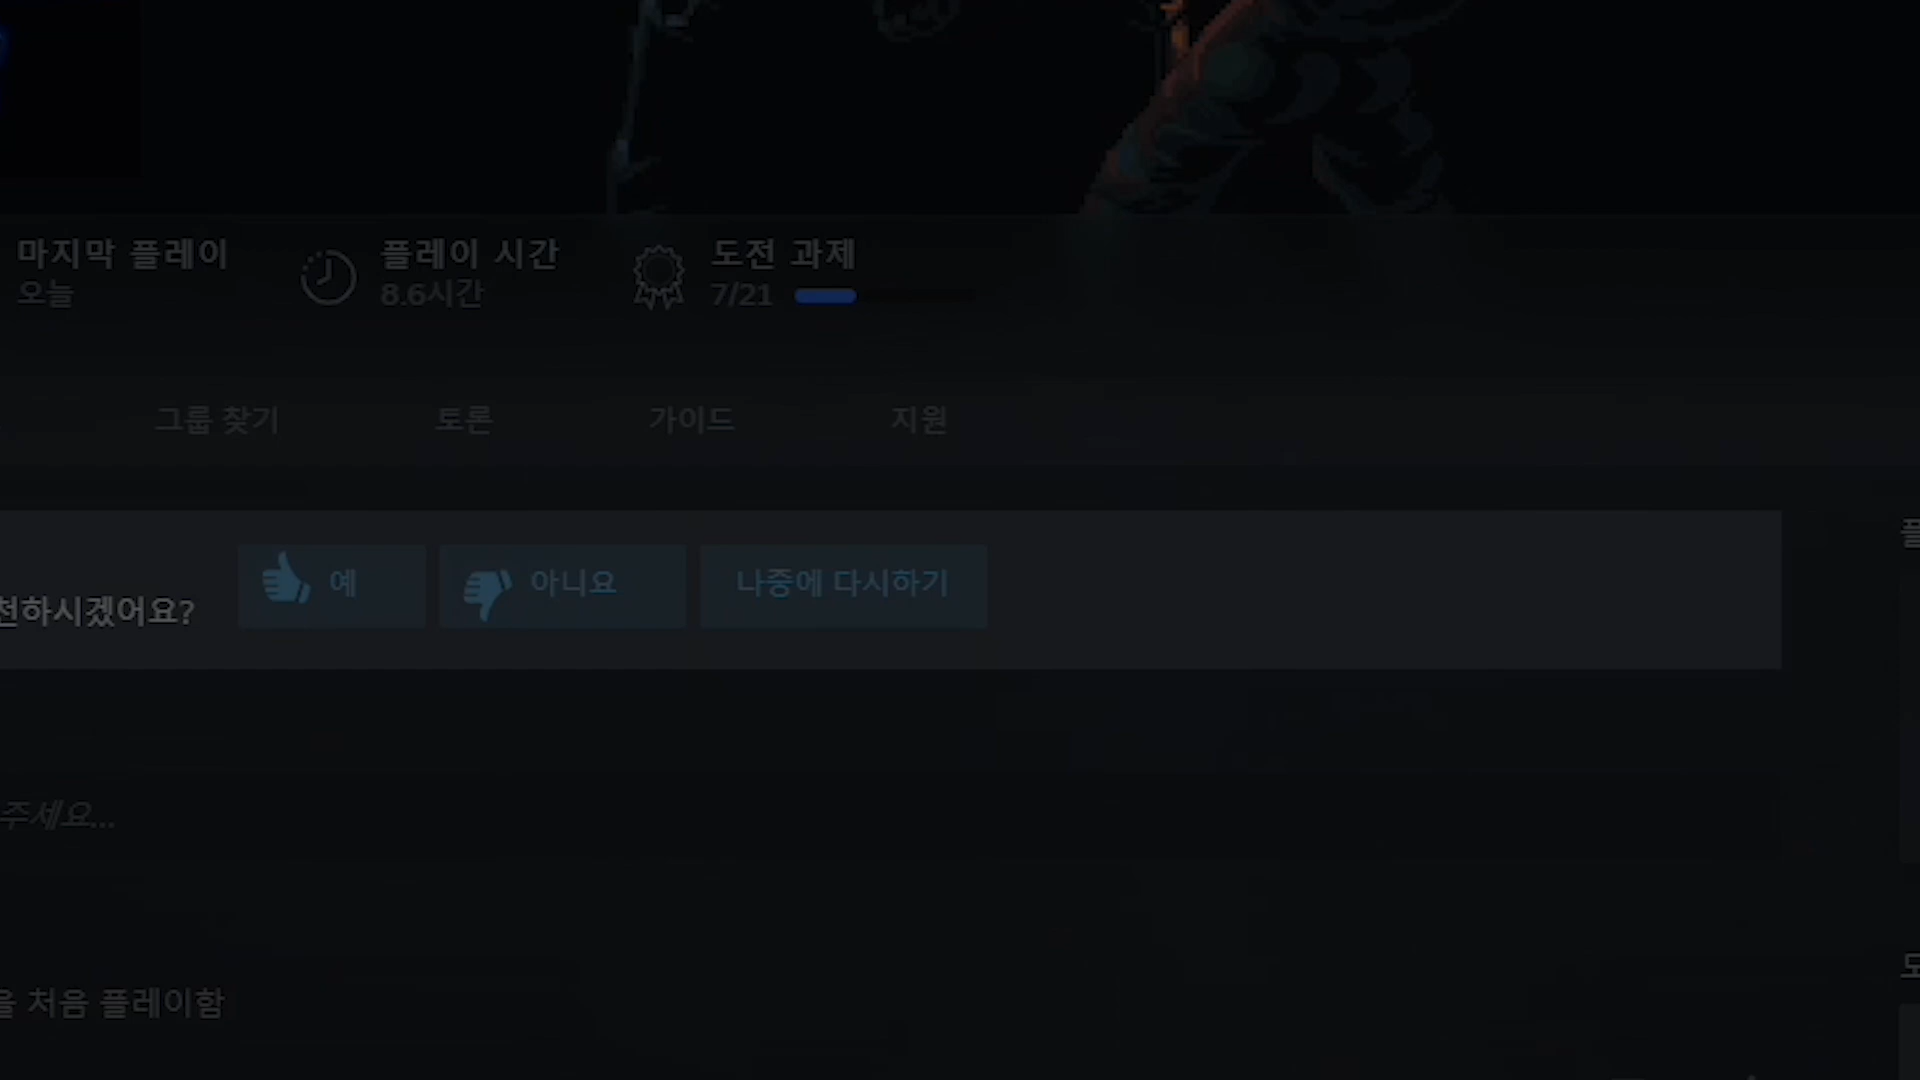 마지막 플레이
오늘
플레이 시간
8.6시간
도전 과제
7/21
그룹 찾기
토론
가이드
지원
천하시겠어요?
예
아니요
나중에 다시하기
주세요...
을 처음 플레이함